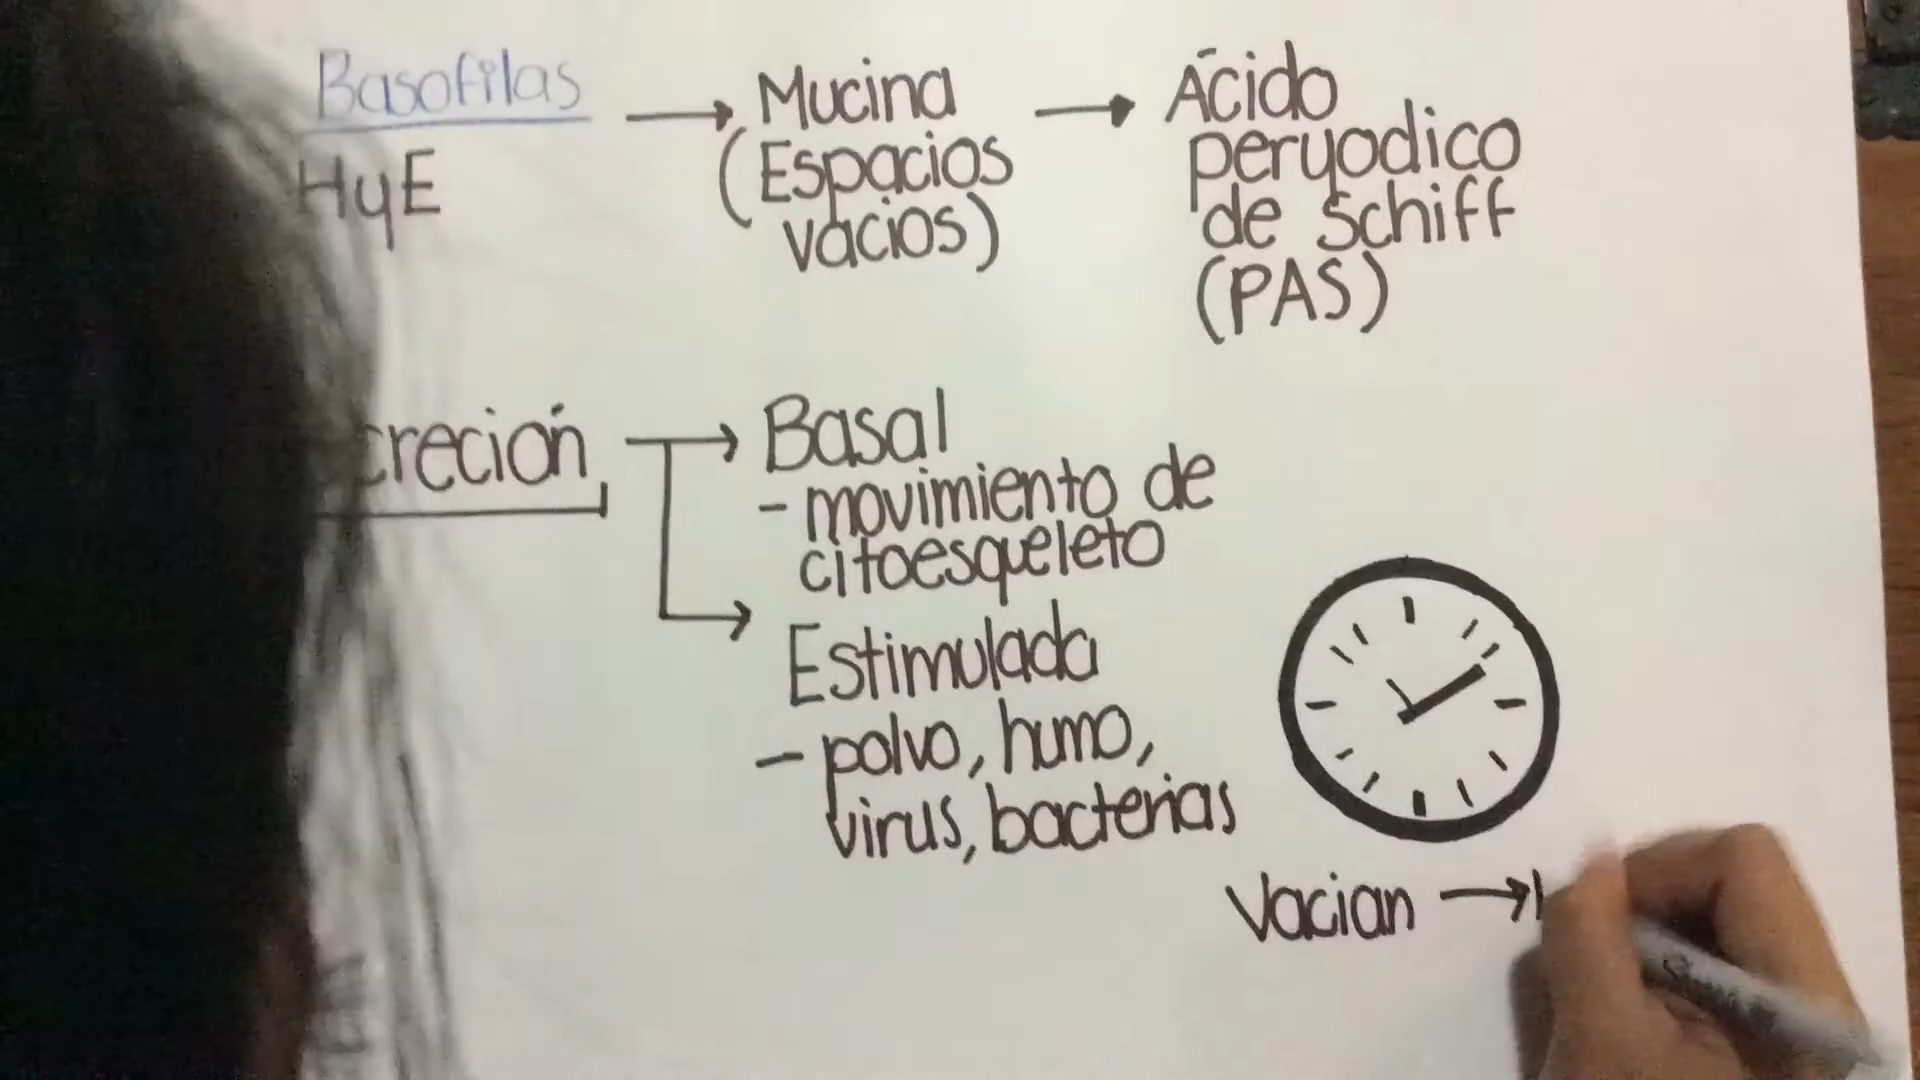 Basofilas
HyE
Mucina
(Espacios
vacios)
Ácido
peryodico
de Schiff
(PAS)
creción
Basal
- movimiento de
citoesqueleto
Estimulada
- polvo, humo,
virus, bacterias
Vacian